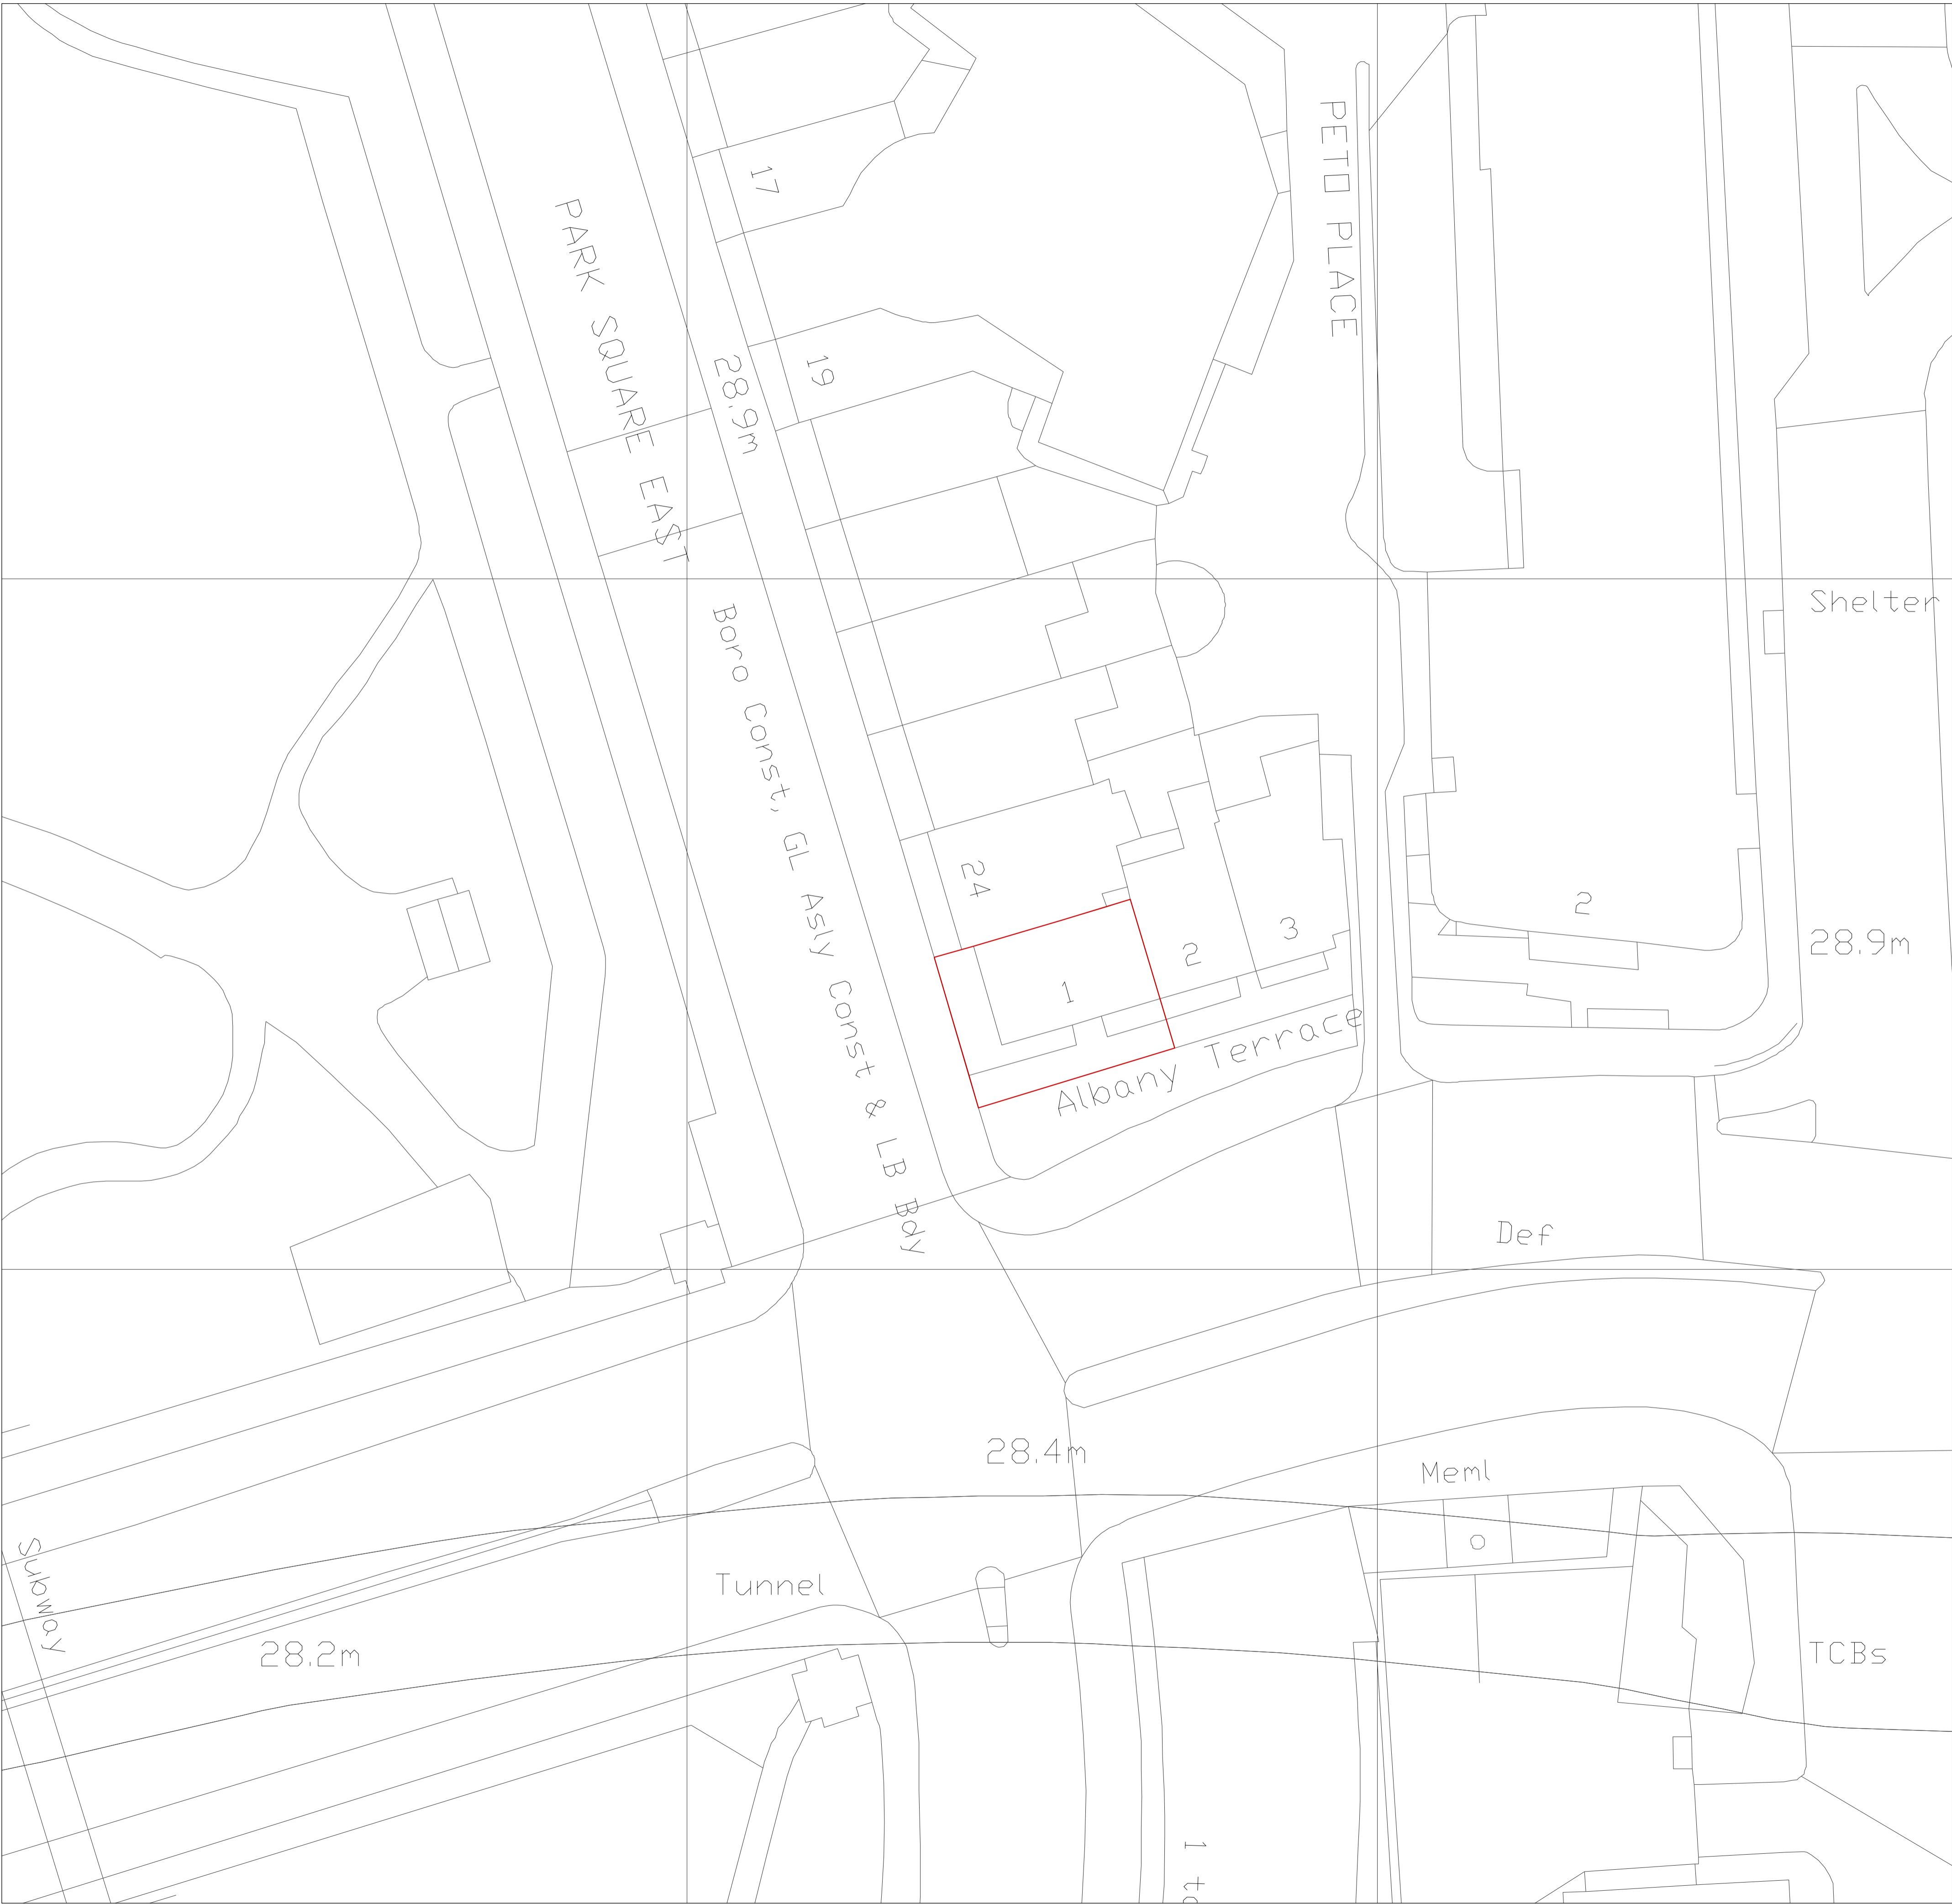 PETO PLACE
17
PARK SQUARE EAST
19
28.9m
Shelter
Boro Const, GL Asly Const & LB Bdy
24
2
28.9m
3
2
1
Albany Terrace
Def
28.4m
Meml
Subway
Tunnel
28.2m
TCBs
1 to